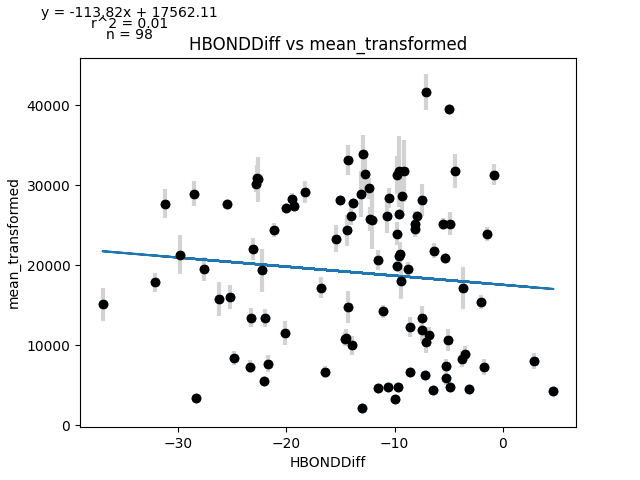 y = -113.82x + 17562.11
r^2 = 0.01
n = 98
HBONDDiff vs mean_transformed
40000
30000
20000
10000
0
mean_transformed
−30
−20
−10
0
HBONDDiff